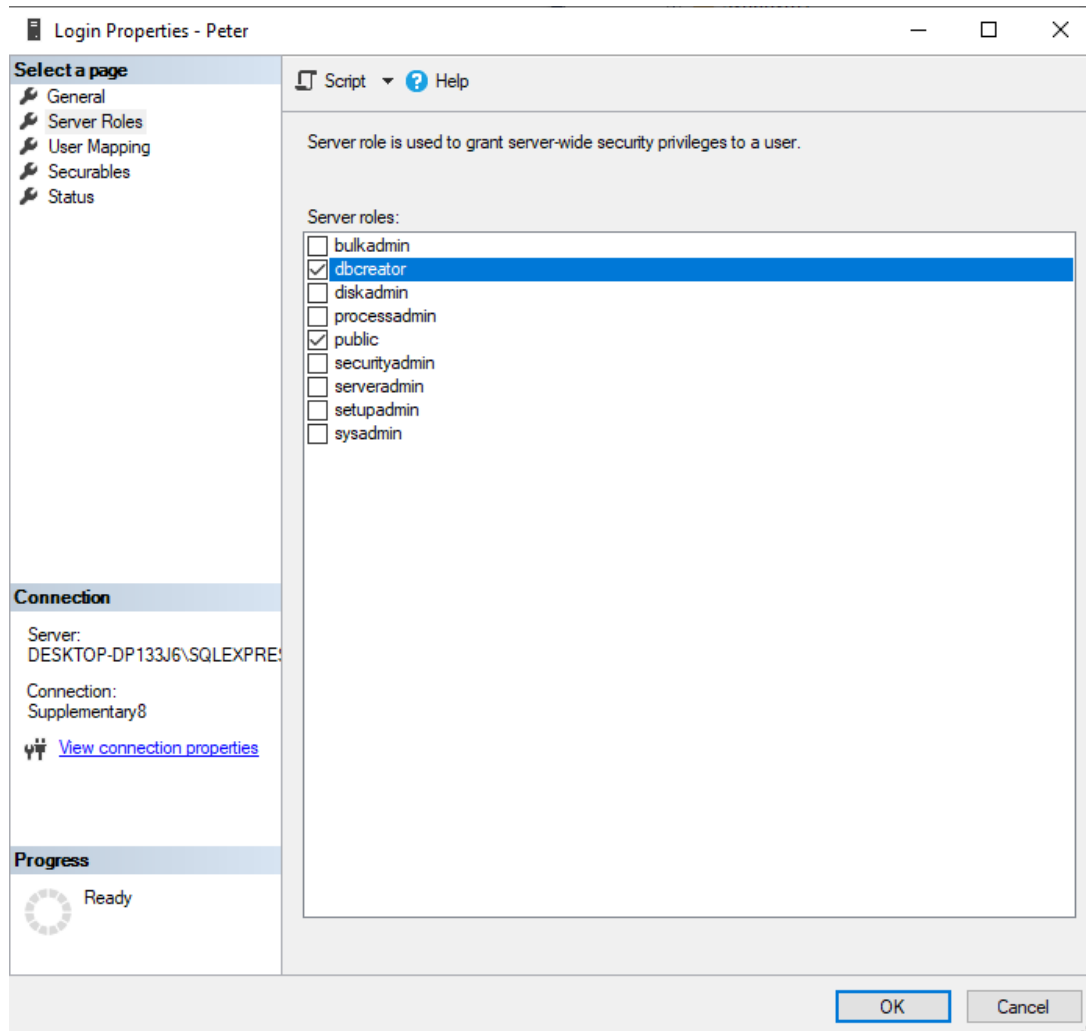 Login Properties - Peter
Select a page
General
Server Roles
User Mapping
Securables
Status
Script
Help
Server role is used to grant server-wide security privileges to a user.
Server roles:
bulkadmin
dbcreator
diskadmin
processadmin
public
securityadmin
serveradmin
setupadmin
sysadmin
Connection
Server:
DESKTOP-DP133J6\SQLEXPRES
Connection:
Supplementary8
View connection properties
Progress
Ready
OK
Cancel